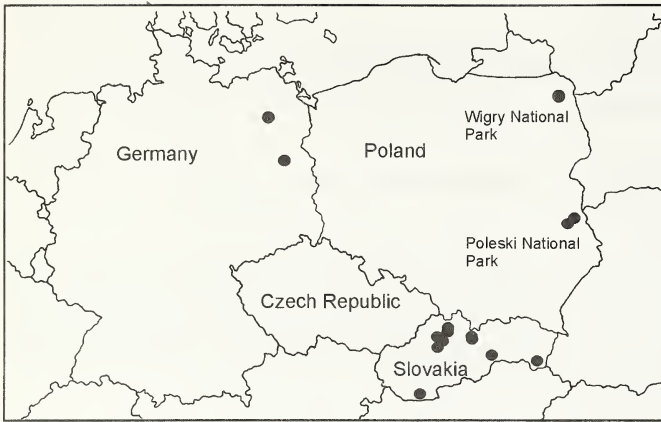 Wigry National
Park
Germany
Poland
Poleski National
Park
Czech Republic
Slovakia